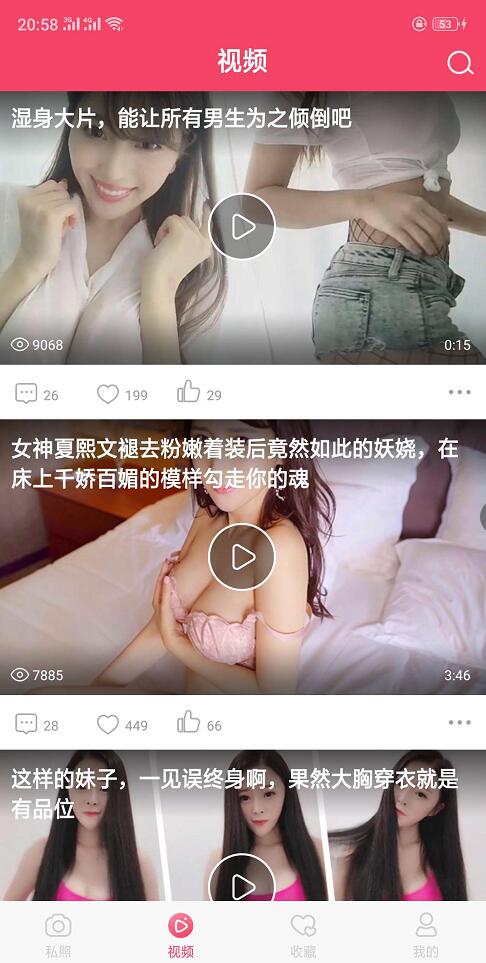 20:58 3G 4G 53
视频
湿身大片，能让所有男生为之倾倒吧
9068 0:15
26 199 29
女神夏熙文褪去粉嫩着装后竟然如此的妖娆，在
床上千娇百媚的模样勾走你的魂
7885 3:46
28 449 66
这样的妹子，一见误终身啊，果然大胸穿衣就是
有品位
私照 视频 收藏 我的